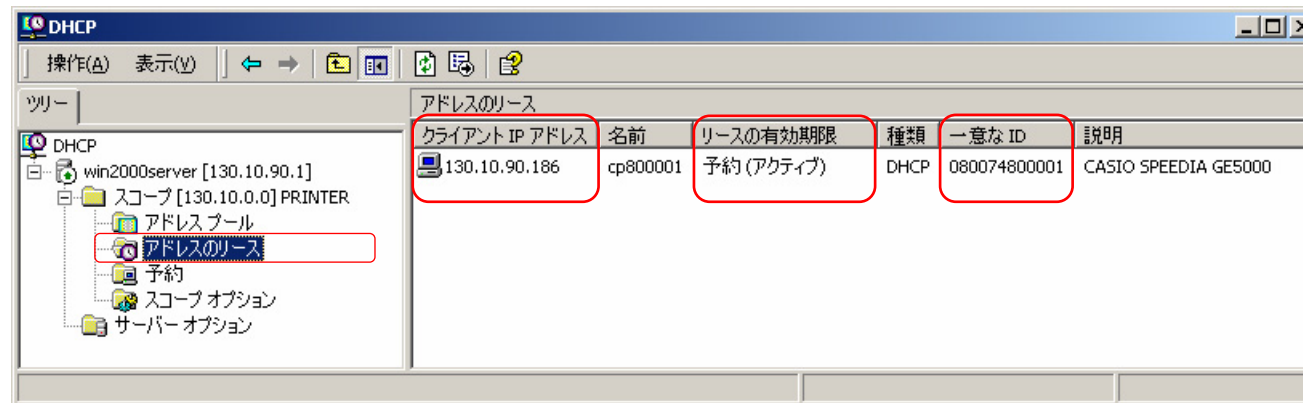 DHCP
操作(A) 表示(V)
ツリー
アドレスのリース
DHCP
win2000server [130.10.90.1]
スコープ [130.10.0.0] PRINTER
アドレス プール
アドレスのリース
予約
スコープ オプション
サーバー オプション
クライアント IP アドレス 名前 リースの有効期限 種類 一意な ID 説明
130.10.90.186 cp800001 予約 (アクティブ) DHCP 080074800001 CASIO SPEEDIA GE5000